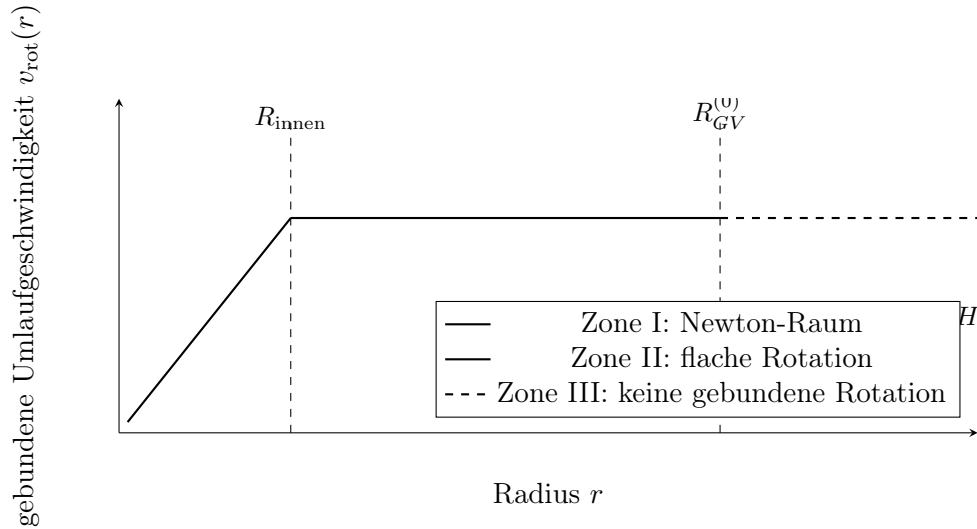 gebundene Umlaufgeschwindigkeit v_rot(r)
R_innen
R_GV^(0)
H
Zone I: Newton-Raum
Zone II: flache Rotation
Zone III: keine gebundene Rotation
Radius r